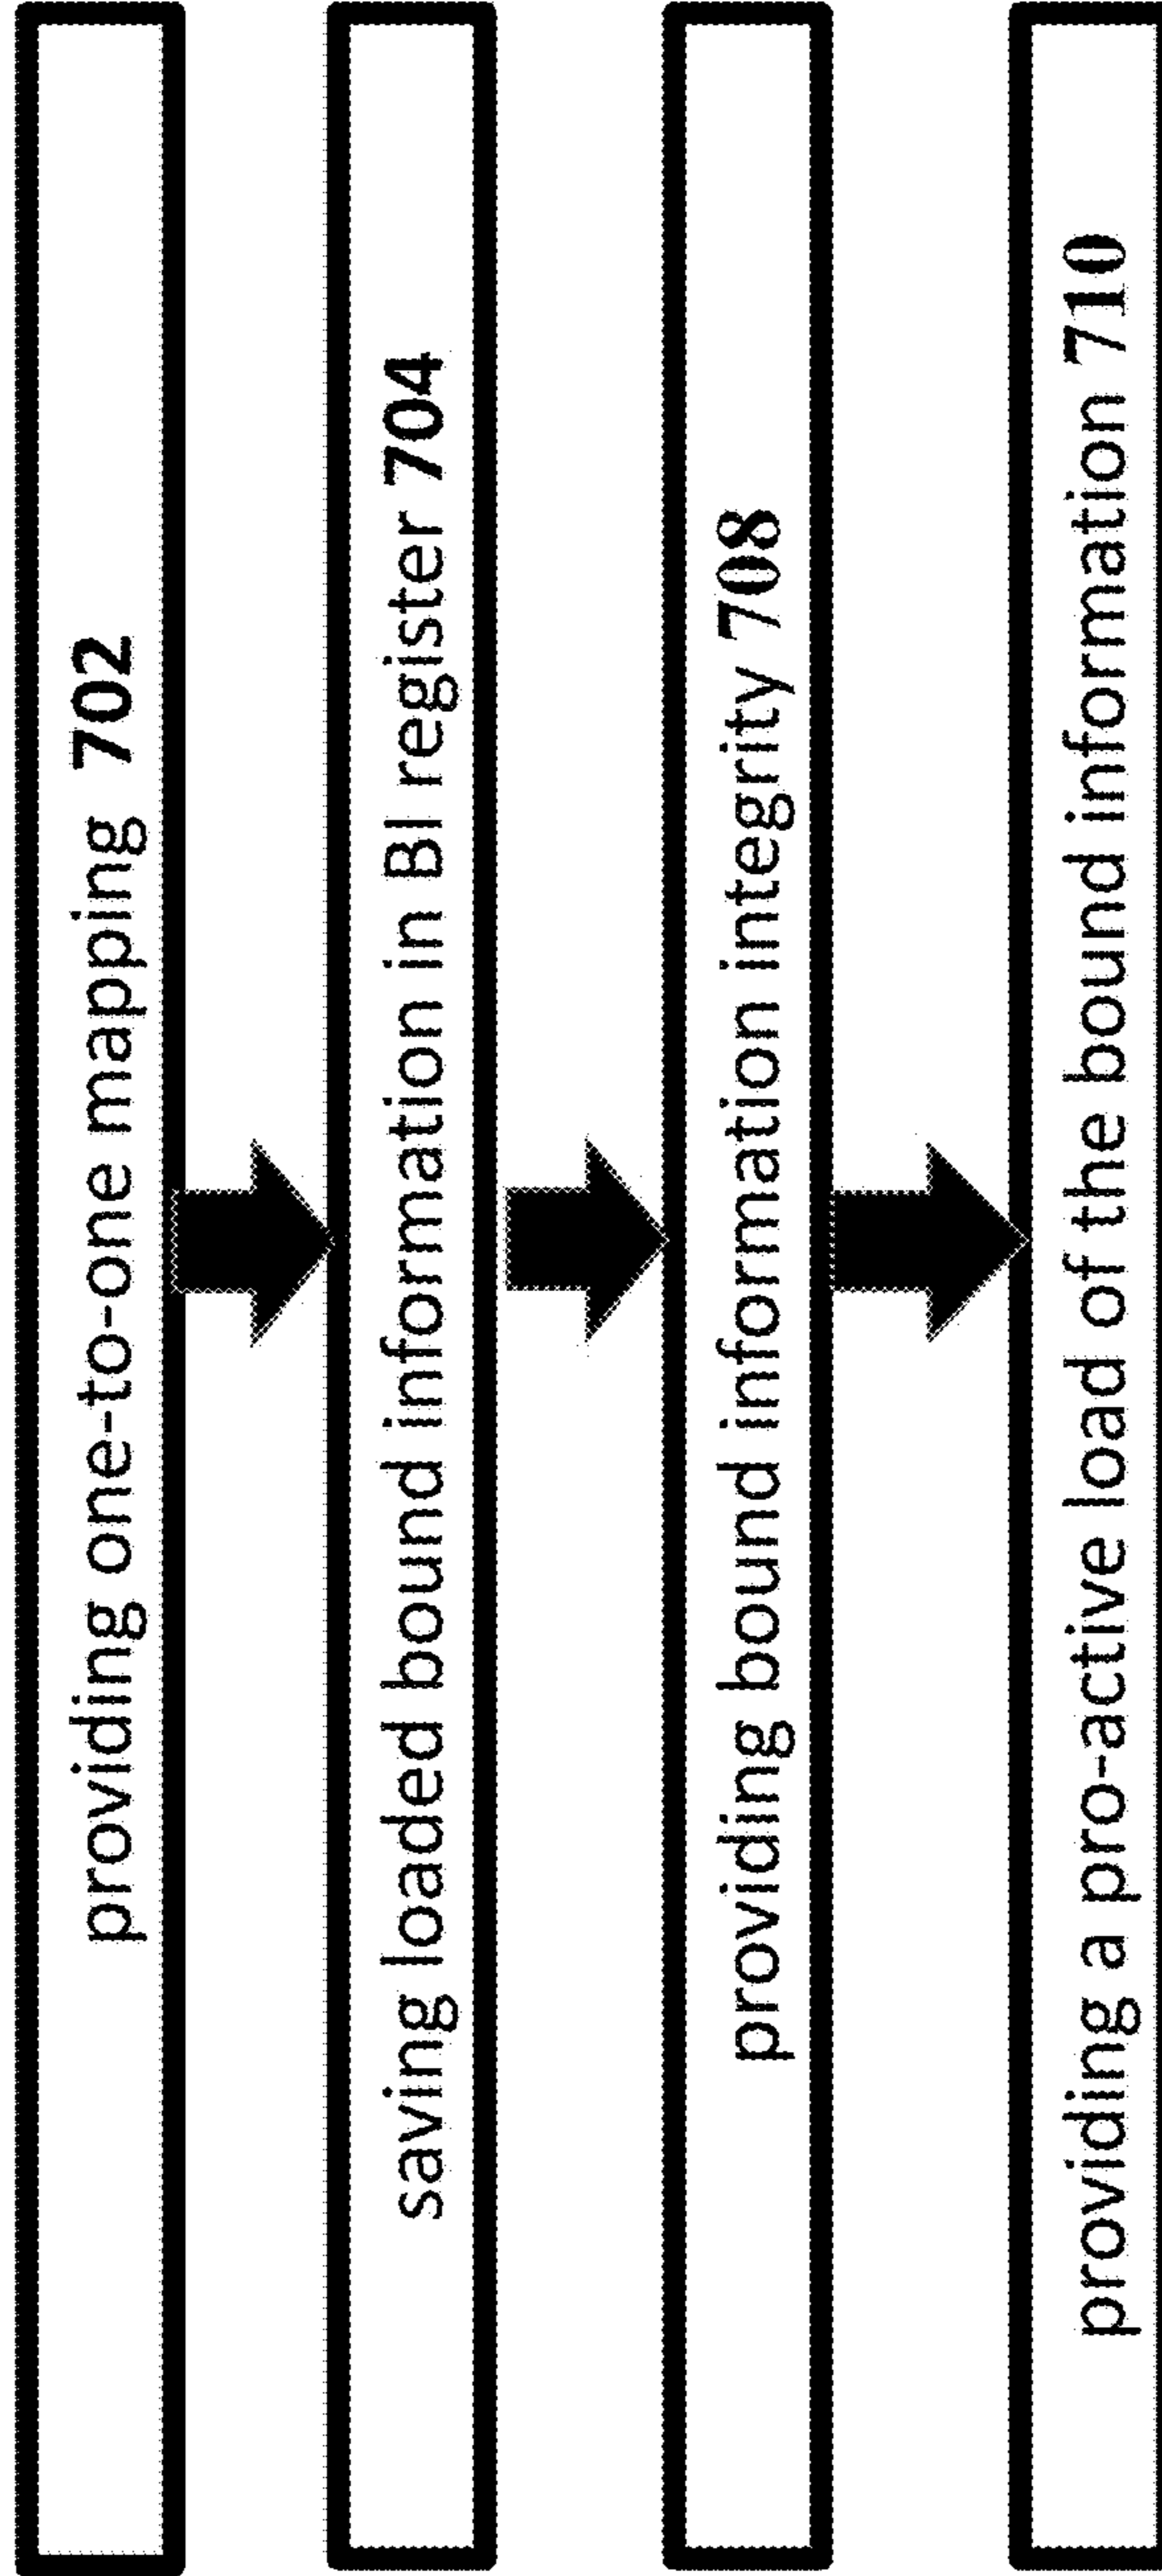 providing one-to-one mapping 702
saving loaded bound information in BI register 704
providing bound information integrity 708
providing a pro-active load of the bound information 710